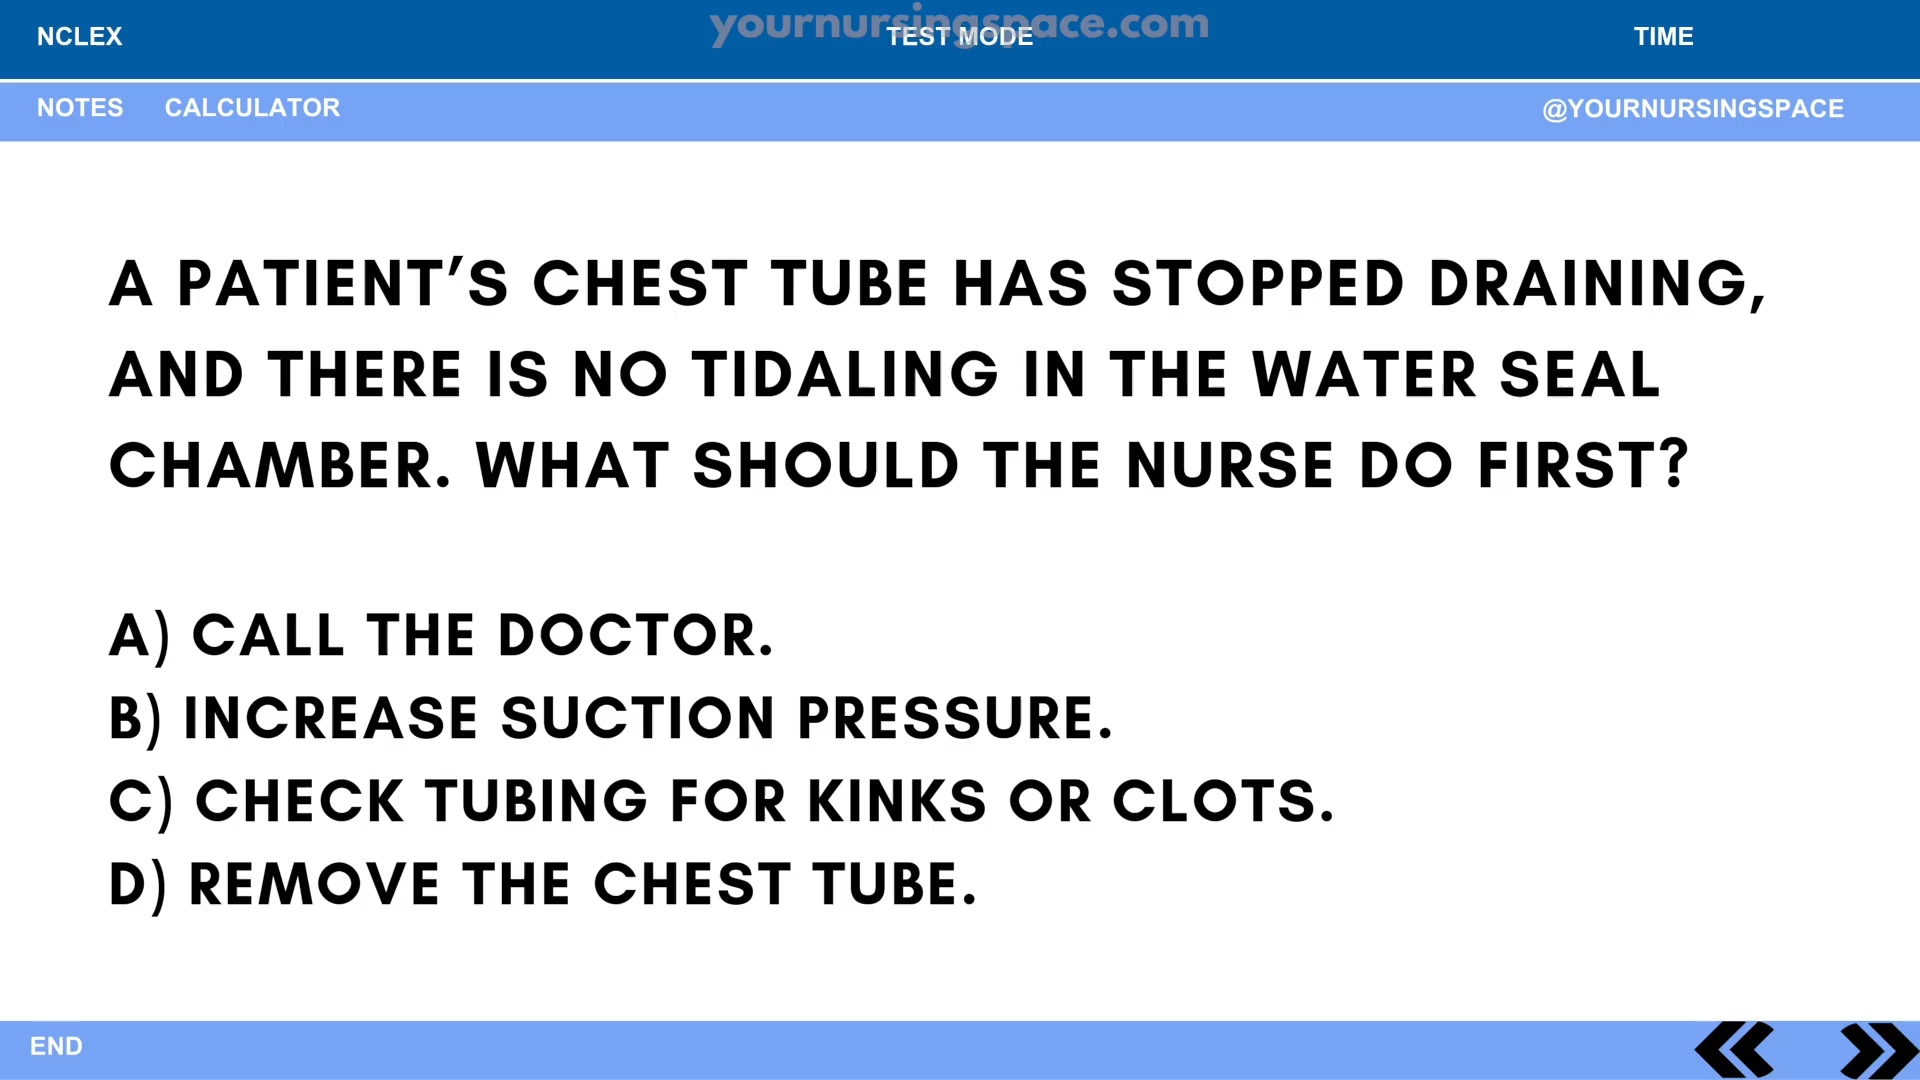 yournursingspace.com
NCLEX TEST MODE TIME
NOTES CALCULATOR @YOURNURSINGSPACE
A PATIENT’S CHEST TUBE HAS STOPPED DRAINING,
AND THERE IS NO TIDALING IN THE WATER SEAL
CHAMBER. WHAT SHOULD THE NURSE DO FIRST?
A) CALL THE DOCTOR.
B) INCREASE SUCTION PRESSURE.
C) CHECK TUBING FOR KINKS OR CLOTS.
D) REMOVE THE CHEST TUBE.
END